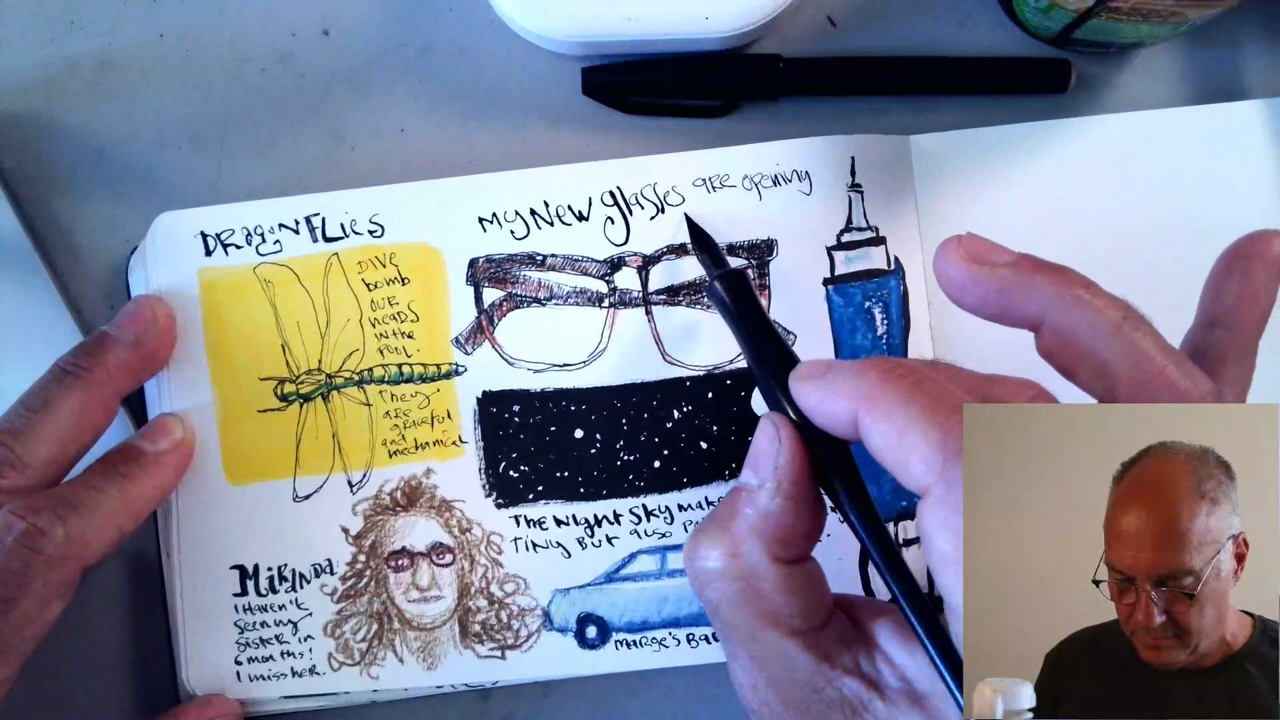 DRAGONFLIES
DIVE
bomb
OUR
HEADS
IN the
POOL.
They
ARE
graceful
and
mechanical
My New glasses are opening
THE NIGHT SKY
TINY BUT also
MIRANDA:
I Haven't
Seen my
Sister in
6 months!
I miss her.
MARGE'S